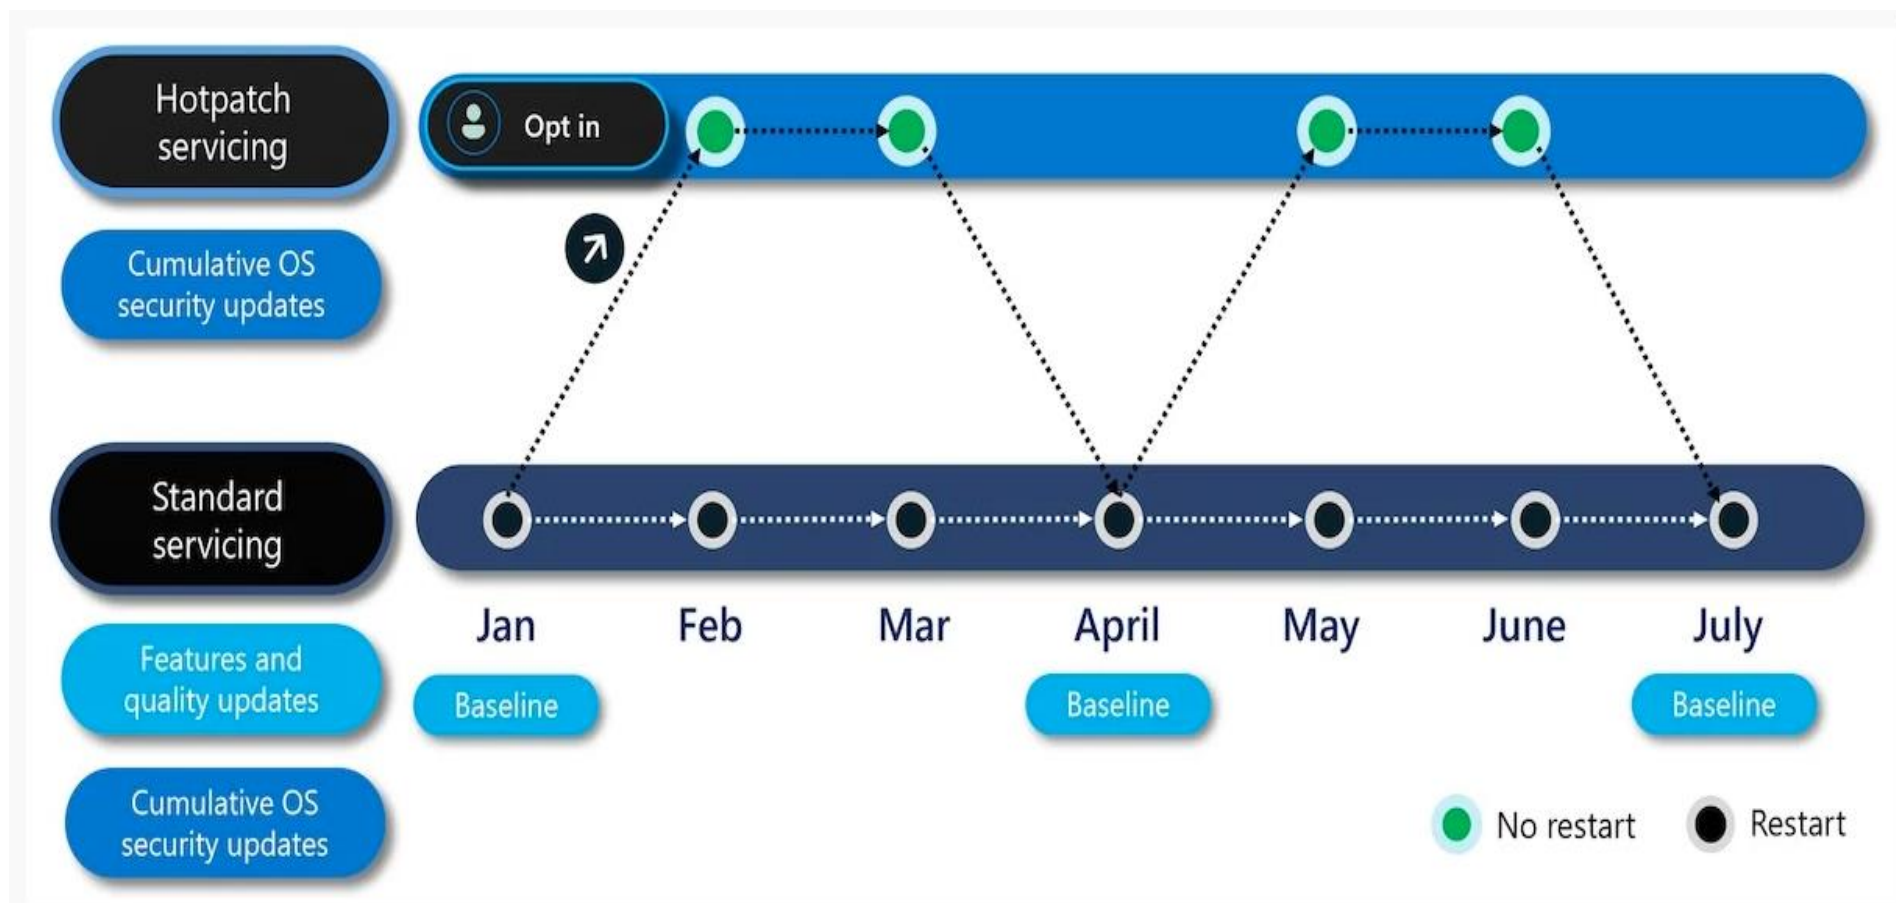 Hotpatch
servicing
Opt in
Cumulative OS
security updates
Standard
servicing
Jan
Feb
Mar
April
May
June
July
Features and
quality updates
Baseline
Baseline
Baseline
Cumulative OS
security updates
No restart
Restart